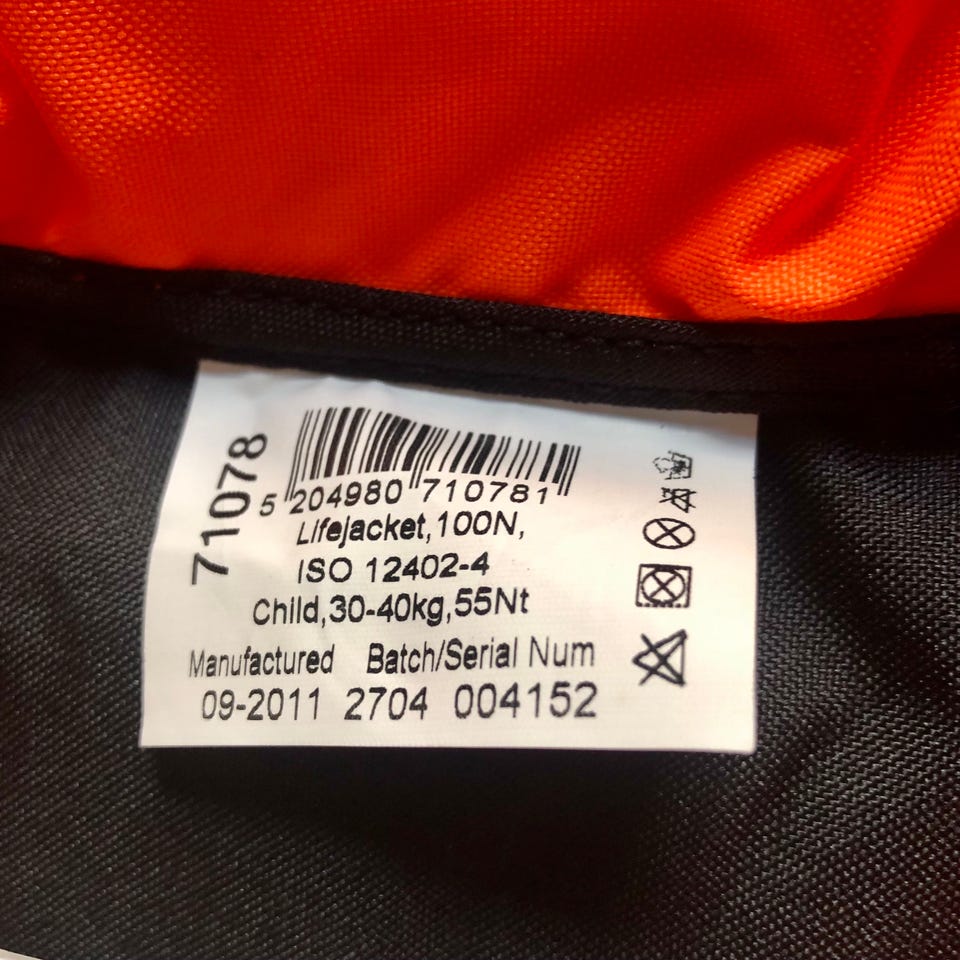 71078
5 204980 710781
Lifejacket,100N,
ISO 12402-4
Child,30-40kg,55Nt
Manufactured Batch/Serial Num
09-2011 2704 004152